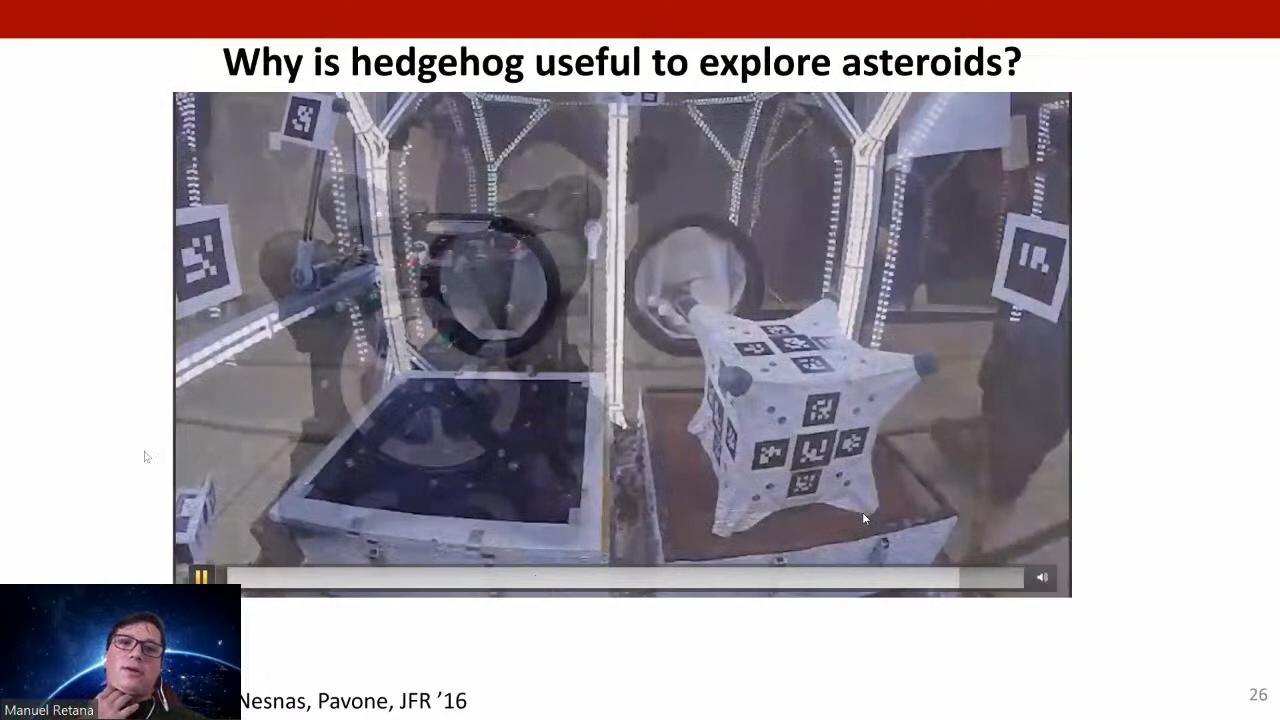 Why is hedgehog useful to explore asteroids?
Manuel Retana
Nesnas, Pavone, JFR ’16
26